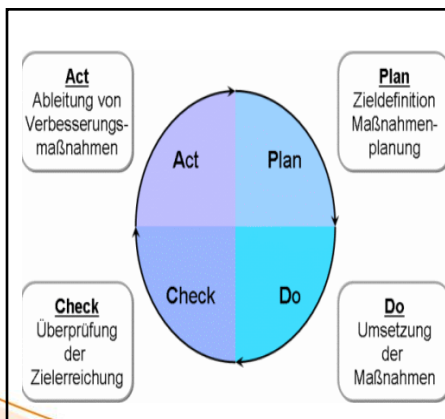 Act
Ableitung von
Verbesserungs-
maßnahmen
Plan
Zieldefinition
Maßnahmen-
planung
Act
Plan
Check
Do
Check
Überprüfung
der
Zielerreichung
Do
Umsetzung
der
Maßnahmen